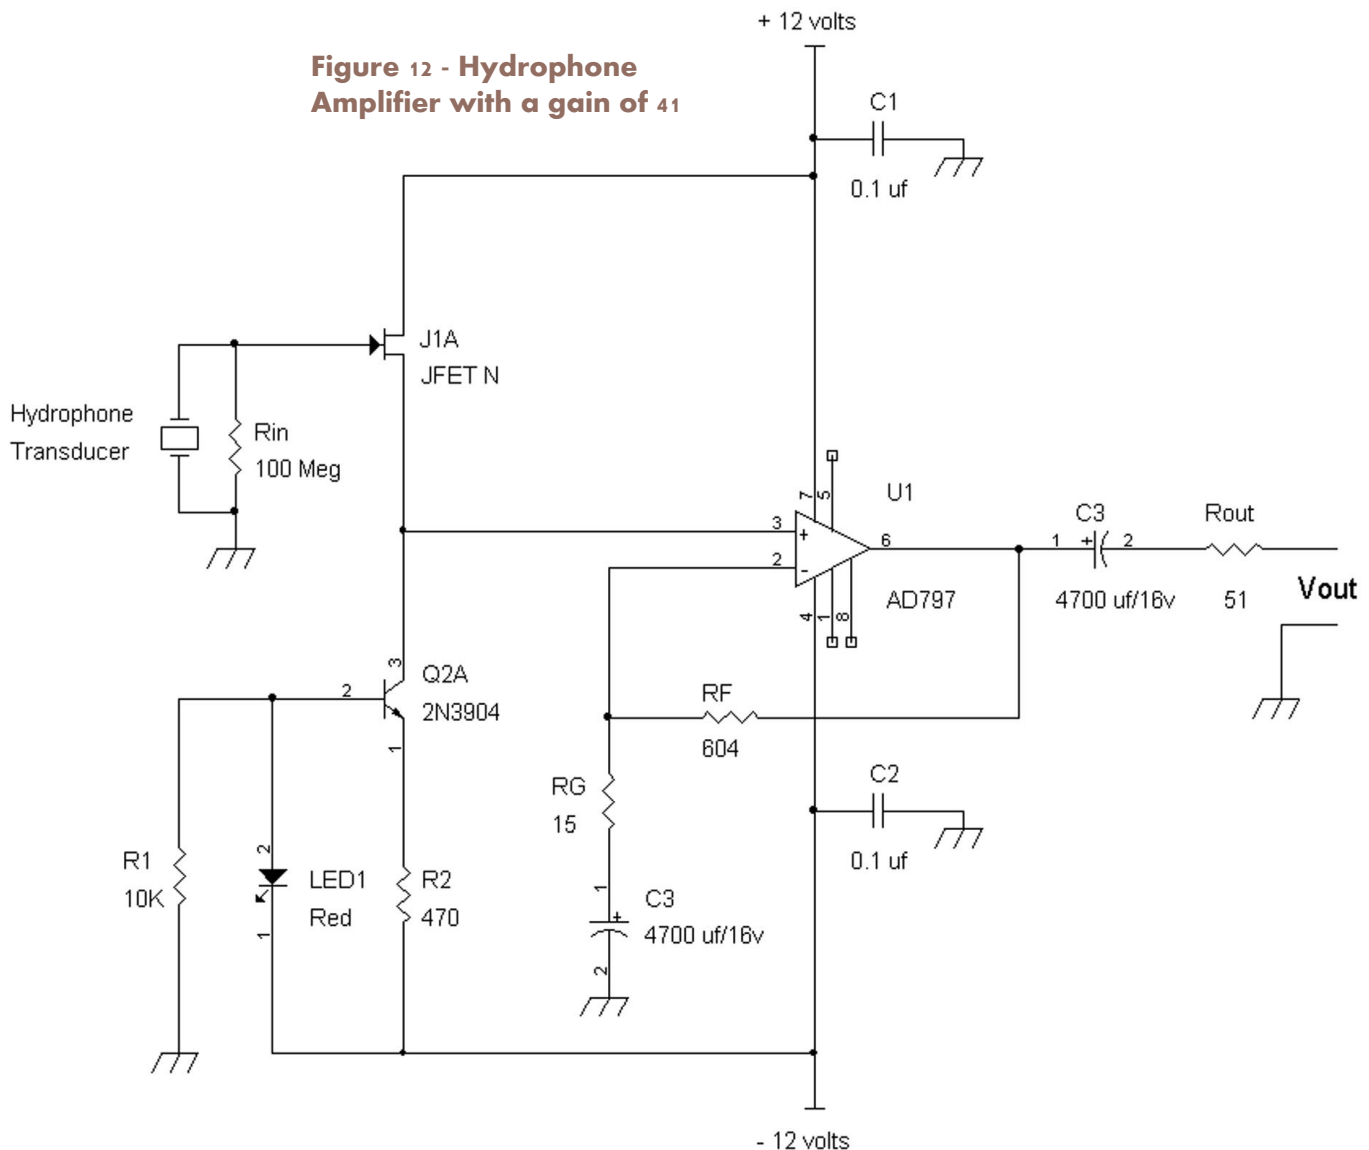 + 12 volts
Figure 12 - Hydrophone
Amplifier with a gain of 41
C1
0.1 uf
J1A
JFET N
Hydrophone
Transducer
Rin
100 Meg
7
5
U1
3
+
2
-
6
4
1
8
AD797
C3
1
+
2
4700 uf/16v
Rout
51
Vout
3
Q2A
2
2N3904
1
RF
604
RG
15
C2
0.1 uf
R1
10K
2
LED1
Red
1
R2
470
1
+
C3
4700 uf/16v
2
- 12 volts